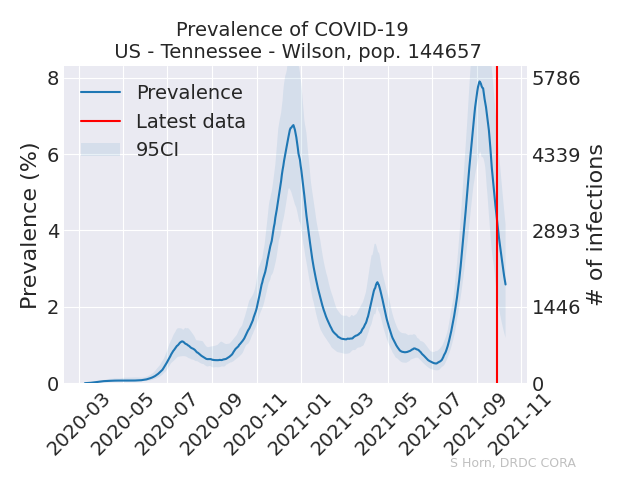 Prevalence of COVID-19
US - Tennessee - Wilson, pop. 144657
Prevalence
Latest data
95CI
Prevalence (%)
8
6
4
2
0
5786
4339
2893
1446
0
# of infections
2020-03
2020-05
2020-07
2020-09
2020-11
2021-01
2021-03
2021-05
2021-07
2021-09
2021-11
S Horn, DRDC CORA